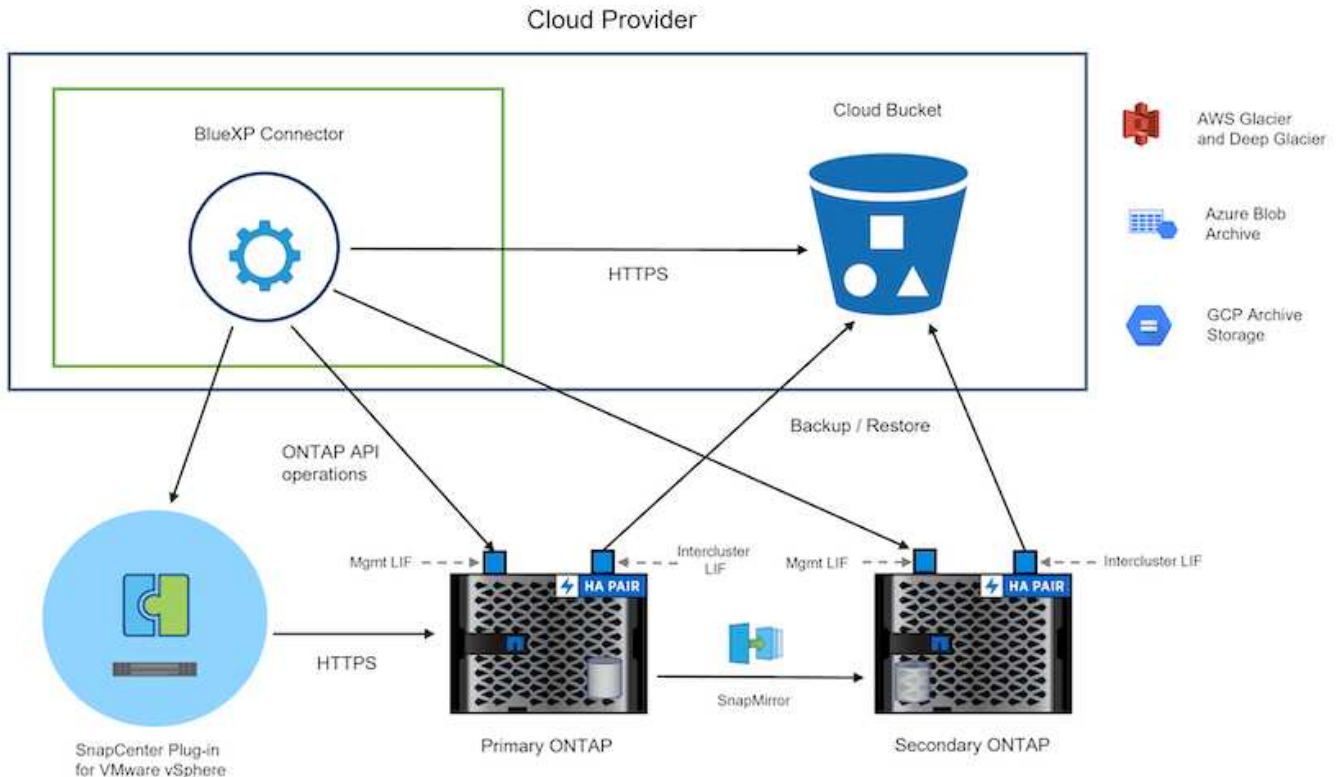 Cloud Provider
BlueXP Connector
Cloud Bucket
HTTPS
AWS Glacier
and Deep Glacier
Azure Blob
Archive
GCP Archive
Storage
ONTAP API
operations
Backup / Restore
Mgmt LIF
Intercluster
LIF
Mgmt LIF
Intercluster LIF
HA PAIR
HA PAIR
HTTPS
SnapMirror
SnapCenter Plug-in
for VMware vSphere
Primary ONTAP
Secondary ONTAP